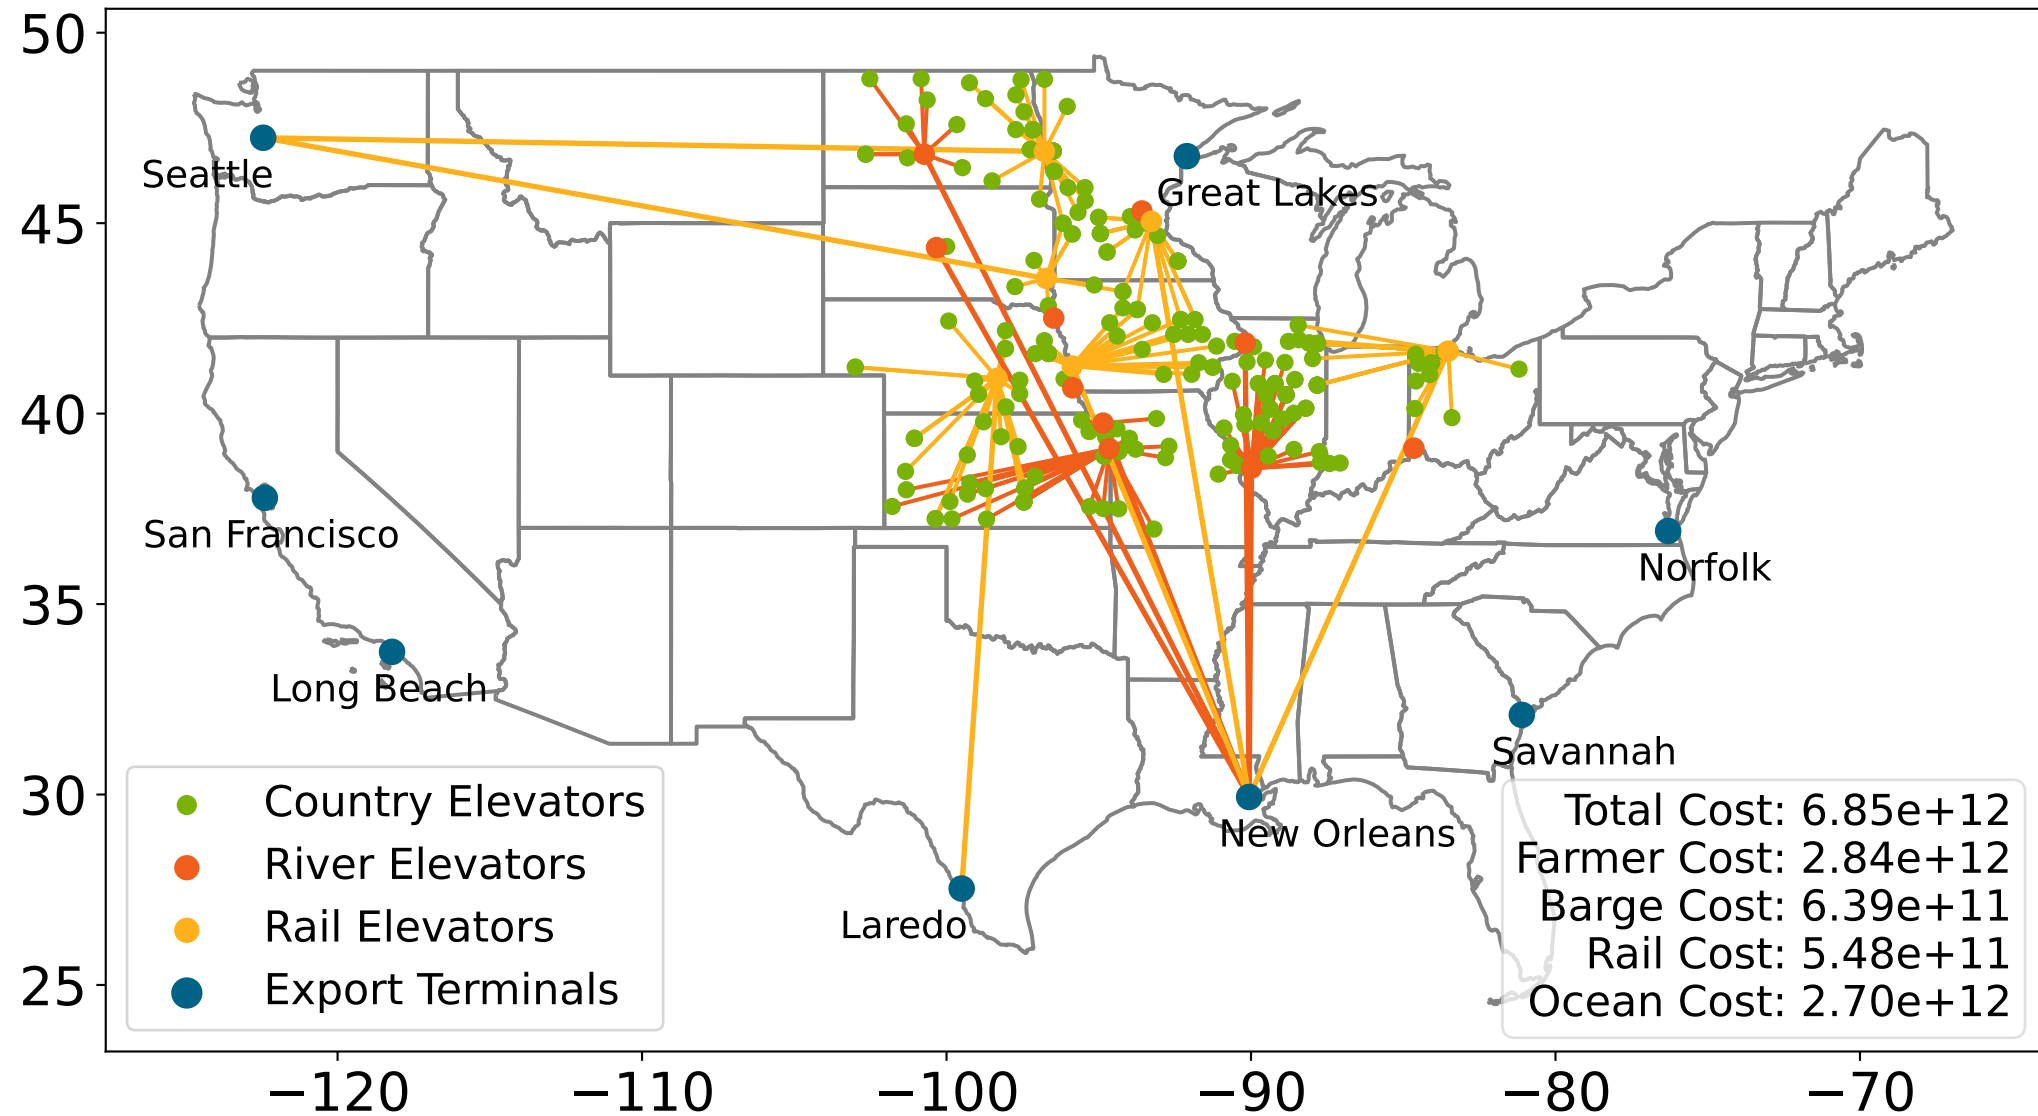 50
45
40
35
30
25
Seattle
Great Lakes
San Francisco
Norfolk
Long Beach
Savannah
New Orleans
Laredo
Country Elevators
River Elevators
Rail Elevators
Export Terminals
Total Cost: 6.85e+12
Farmer Cost: 2.84e+12
Barge Cost: 6.39e+11
Rail Cost: 5.48e+11
Ocean Cost: 2.70e+12
−120 −110 −100 −90 −80 −70